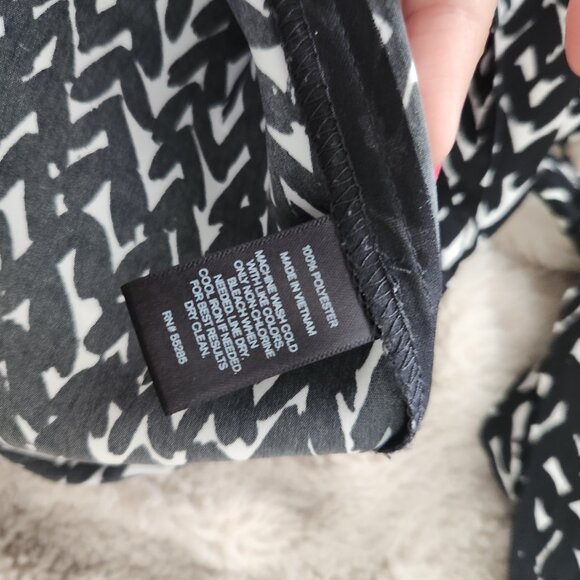 100% POLYESTER
MADE IN VIETNAM
MACHINE WASH COLD
WITH LIKE COLORS.
ONLY NON-CHLORINE
BLEACH WHEN
NEEDED. LINE DRY.
COOL IRON IF NEEDED.
FOR BEST RESULTS
DRY CLEAN.
RN# 55285